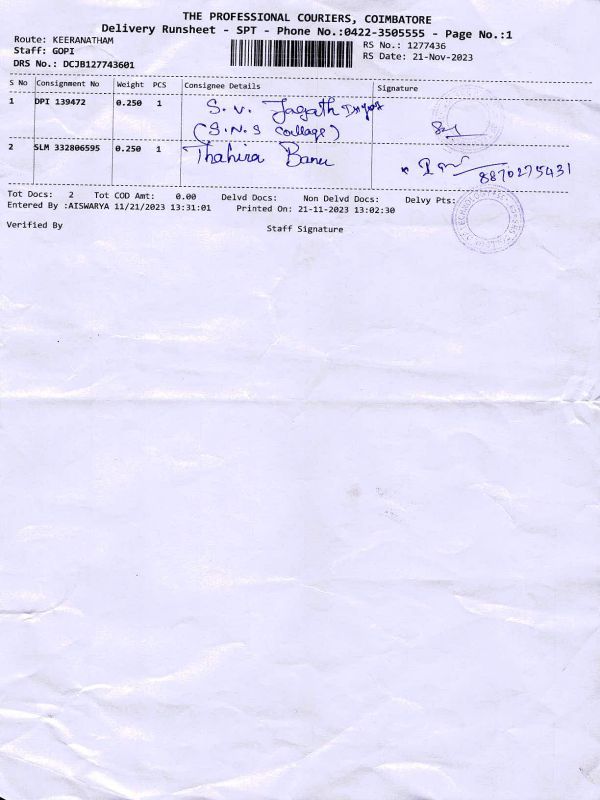 THE PROFESSIONAL COURIERS, COIMBATORE
Delivery Runsheet - SPT - Phone No.:0422-3505555 - Page No.:1
Route: KEERANATHAM
Staff: GOPI
DRS No.: DCJB127743601
RS No.: 1277436
RS Date: 21-Nov-2023
S No Consignment No Weight PCS Consignee Details Signature
1 DPI 139472 0.250 1 S. V. Jagath
(S.N.S Collage)
2 SLM 332806595 0.250 1 Thahira Banu
8870275431
Tot Docs: 2 Tot COD Amt: 0.00 Delvd Docs: Non Delvd Docs: Delvy Pts:
Entered By :AISWARYA 11/21/2023 13:31:01 Printed On: 21-11-2023 13:02:30
Verified By Staff Signature